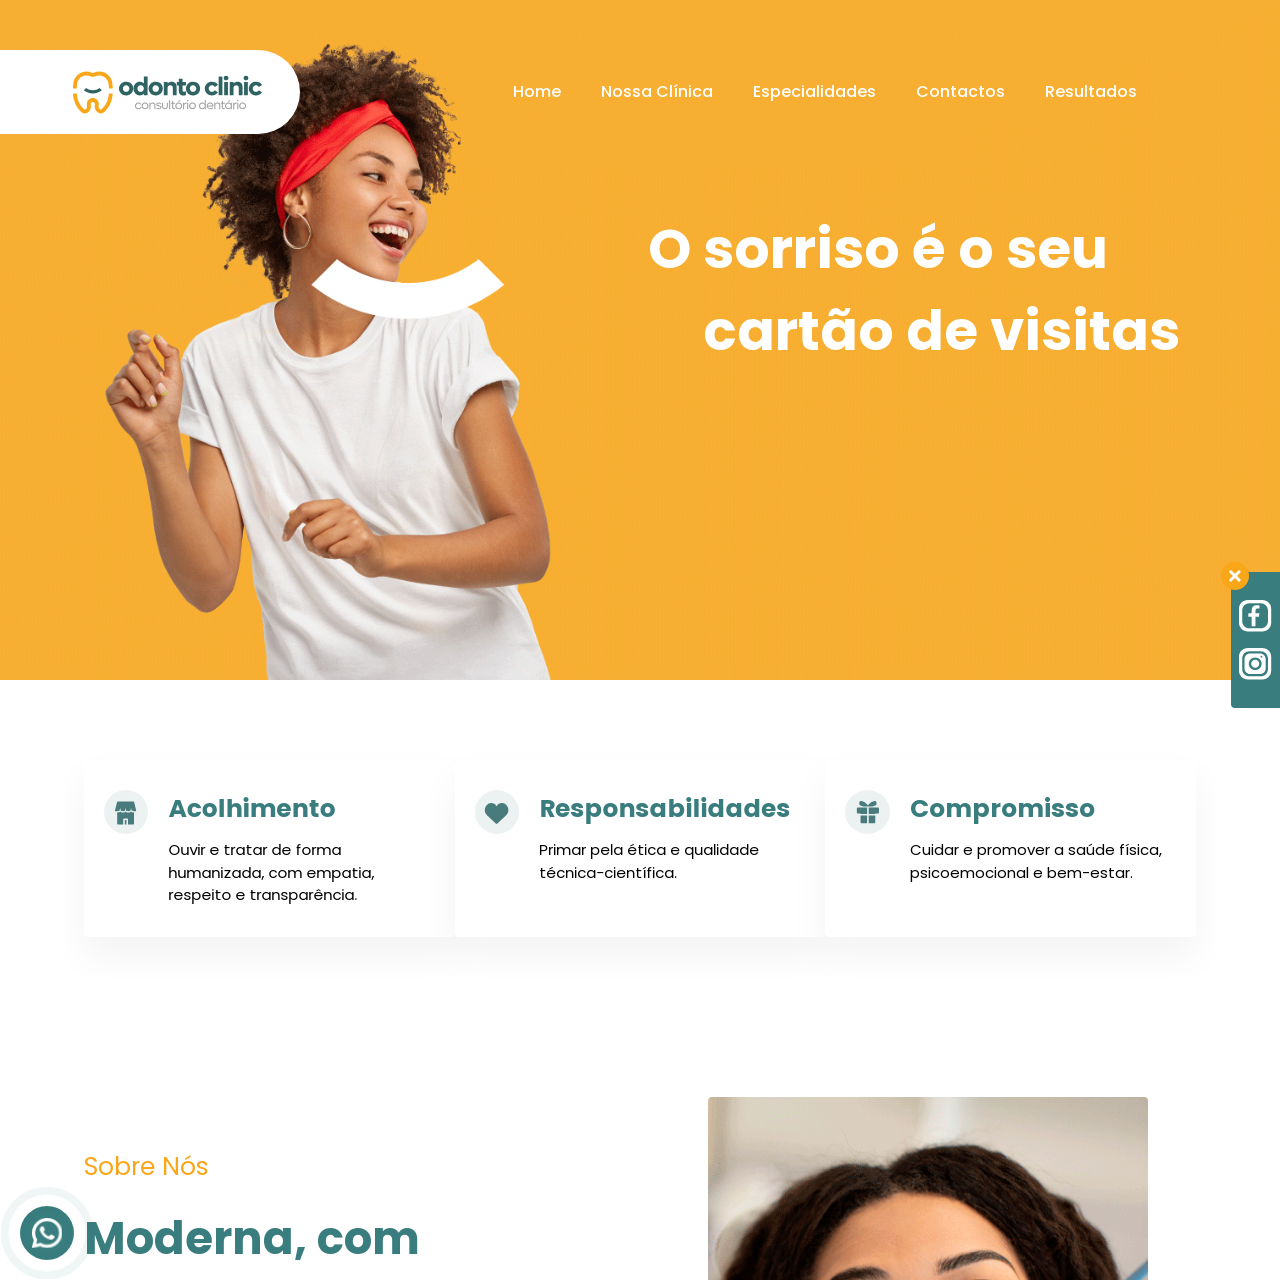 odonto clinic
consultório dentário
Home
Nossa Clínica
Especialidades
Contactos
Resultados
O sorriso é o seu
cartão de visitas
Acolhimento
Ouvir e tratar de forma
humanizada, com empatia,
respeito e transparência.
Responsabilidades
Primar pela ética e qualidade
técnica-científica.
Compromisso
Cuidar e promover a saúde física,
psicoemocional e bem-estar.
Sobre Nós
Moderna, com